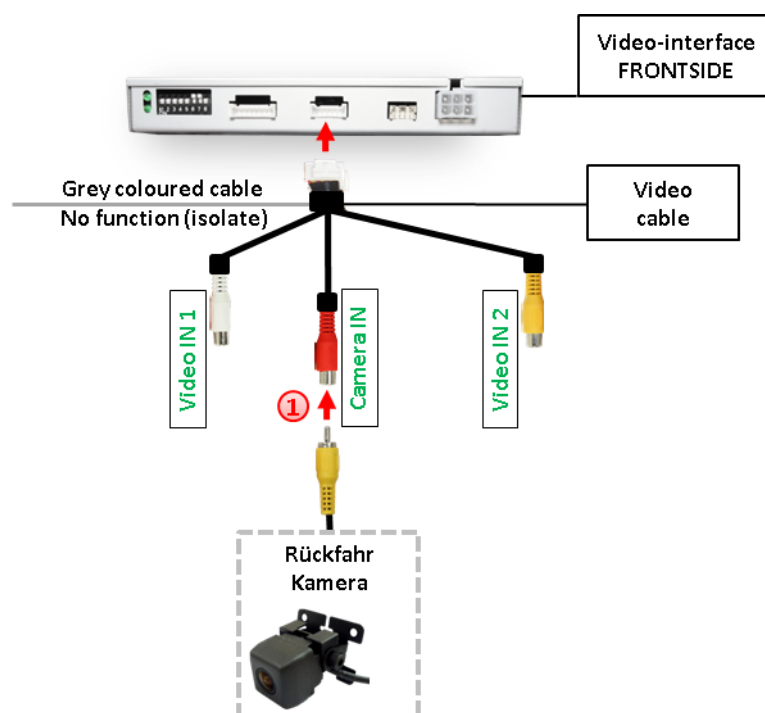 Video-interface
FRONTSIDE
Grey coloured cable
No function (isolate)
Video
cable
Video IN 1
Camera IN
Video IN 2
1
Rückfahr
Kamera